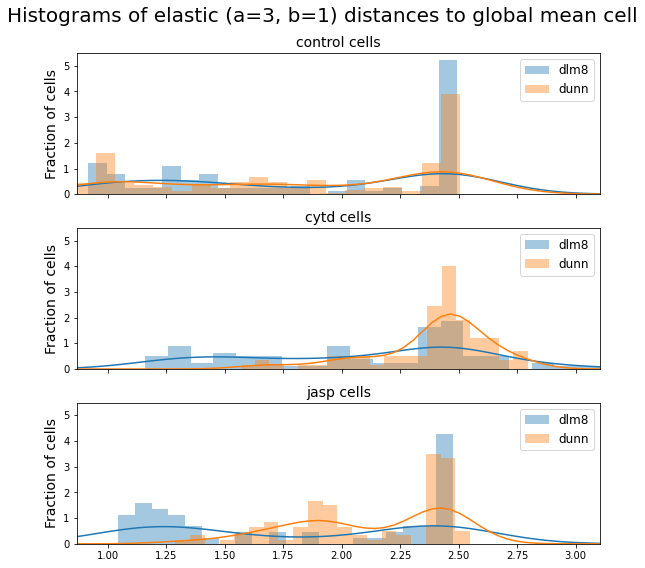 Histograms of elastic (a=3, b=1) distances to global mean cell
control cells
Fraction of cells
5
4
3
2
1
0
dlm8
dunn
cytd cells
Fraction of cells
5
4
3
2
1
0
dlm8
dunn
jasp cells
Fraction of cells
5
4
3
2
1
0
dlm8
dunn
1.00 1.25 1.50 1.75 2.00 2.25 2.50 2.75 3.00